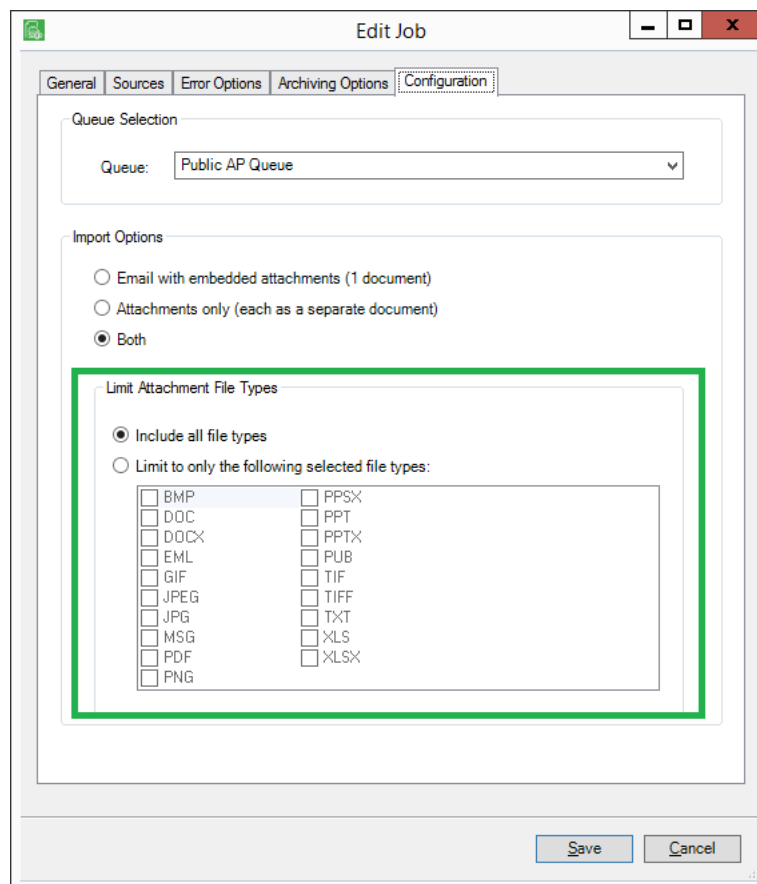 Edit Job
General Sources Error Options Archiving Options Configuration
Queue Selection
Queue: Public AP Queue
Import Options
Email with embedded attachments (1 document)
Attachments only (each as a separate document)
Both
Limit Attachment File Types
Include all file types
Limit to only the following selected file types:
BMP PPSX
DOC PPT
DOCX PPTX
EML PUB
GIF TIF
JPEG TIFF
JPG TXT
MSG XLS
PDF XLSX
PNG
Save Cancel